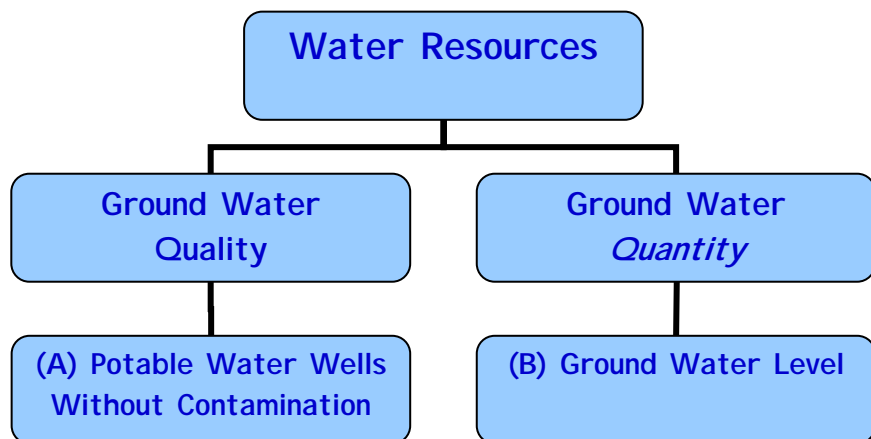 Water Resources
Ground Water
Quality
Ground Water
Quantity
(A) Potable Water Wells
Without Contamination
(B) Ground Water Level